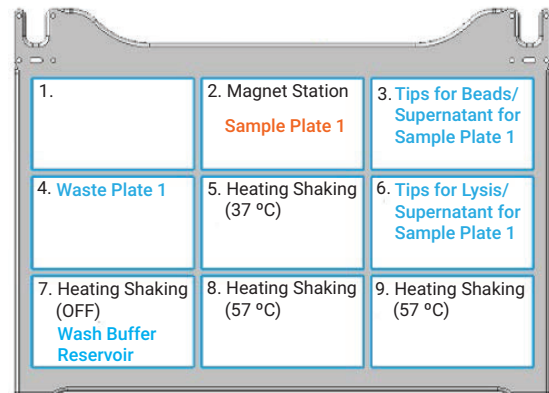 1.
2. Magnet Station
Sample Plate 1
3. Tips for Beads/
Supernatant for
Sample Plate 1
4. Waste Plate 1
5. Heating Shaking
(37 ºC)
6. Tips for Lysis/
Supernatant for
Sample Plate 1
7. Heating Shaking
(OFF)
Wash Buffer
Reservoir
8. Heating Shaking
(57 ºC)
9. Heating Shaking
(57 ºC)